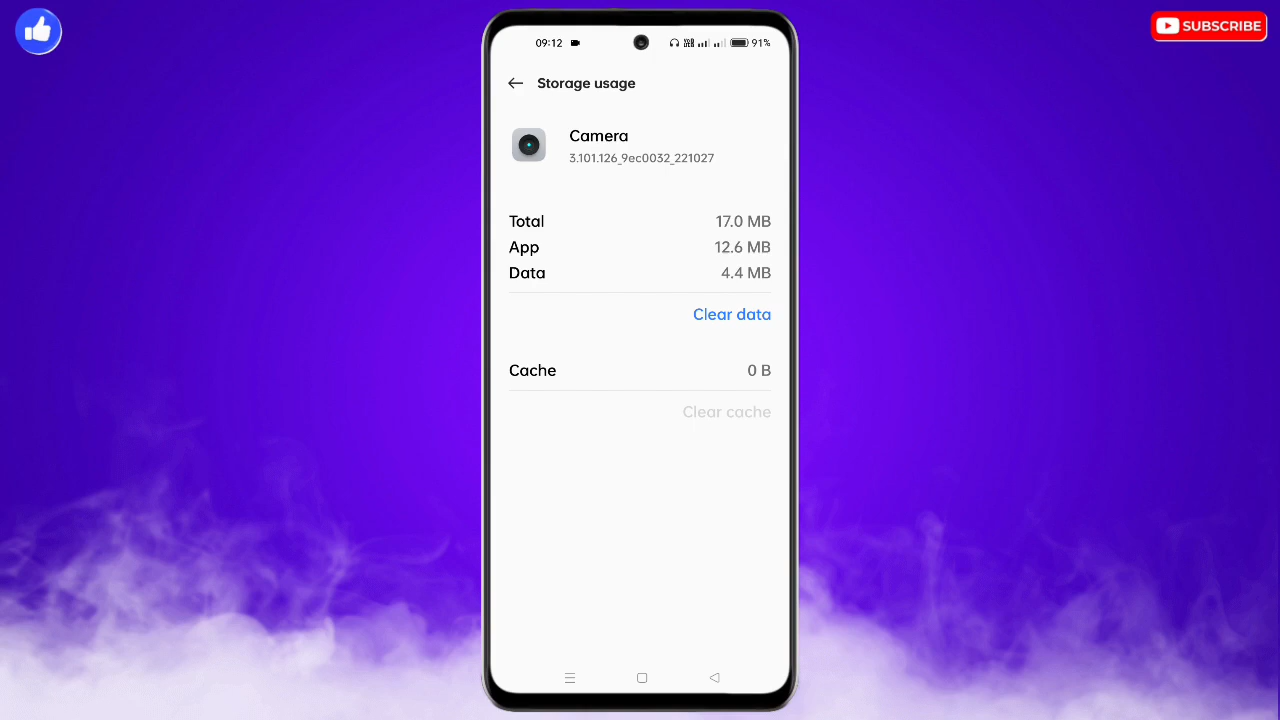 SUBSCRIBE
09:12 91%
Storage usage
Camera
3.101.126_9ec0032_221027
Total 17.0 MB
App 12.6 MB
Data 4.4 MB
Clear data
Cache 0 B
Clear cache